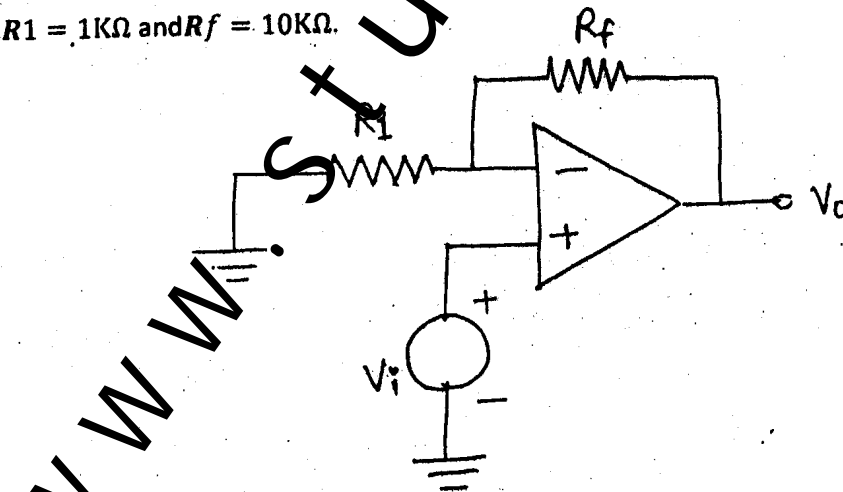 R1 = 1KΩ and Rf = 10KΩ.
Rf
R1
−
+
Vo
+
Vi
−
w w w . s t u